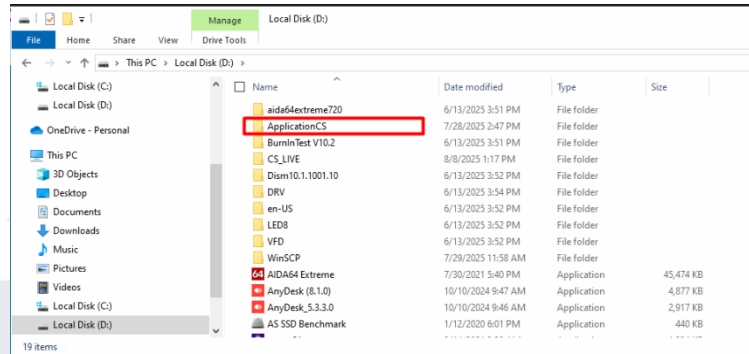 Manage
Local Disk (D:)
File
Home
Share
View
Drive Tools
This PC > Local Disk (D:) >
Local Disk (C:)
Local Disk (D:)
OneDrive - Personal
This PC
3D Objects
Desktop
Documents
Downloads
Music
Pictures
Videos
Local Disk (C:)
Local Disk (D:)
Name Date modified Type Size
aida64extreme720 6/13/2025 3:51 PM File folder
ApplicationCS 7/28/2025 2:47 PM File folder
BurnInTest V10.2 6/13/2025 3:51 PM File folder
CS_LIVE 8/8/2025 1:17 PM File folder
Dism10.1.1001.10 6/13/2025 3:52 PM File folder
DRV 6/13/2025 3:54 PM File folder
en-US 6/13/2025 3:52 PM File folder
LED8 6/13/2025 3:52 PM File folder
VFD 6/13/2025 3:52 PM File folder
WinSCP 7/29/2025 11:58 AM File folder
64 AIDA64 Extreme 7/30/2021 5:40 PM Application 45,474 KB
AnyDesk (8.1.0) 10/10/2024 9:47 AM Application 4,877 KB
AnyDesk_5.3.3.0 10/10/2024 9:46 AM Application 2,917 KB
AS SSD Benchmark 1/12/2020 6:01 PM Application 440 KB
19 items